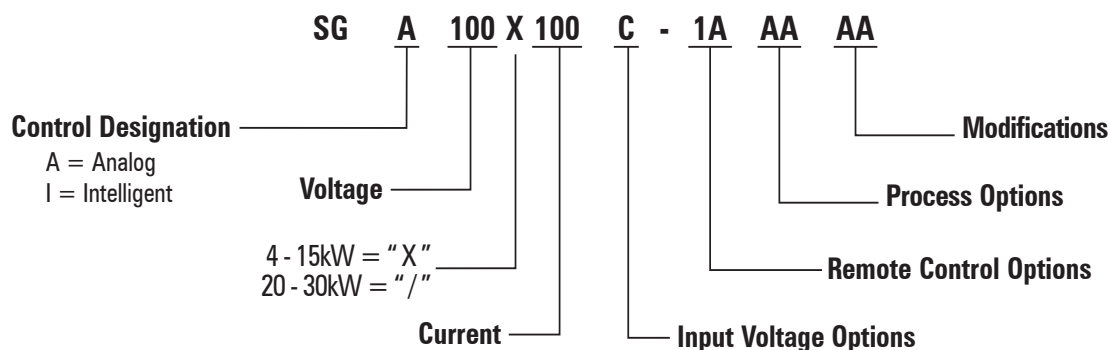 SG A 100 X 100 C - 1A AA AA
Control Designation
A = Analog
I = Intelligent
Modifications
Voltage
Process Options
4 - 15kW = “X”
20 - 30kW = “/”
Remote Control Options
Current
Input Voltage Options